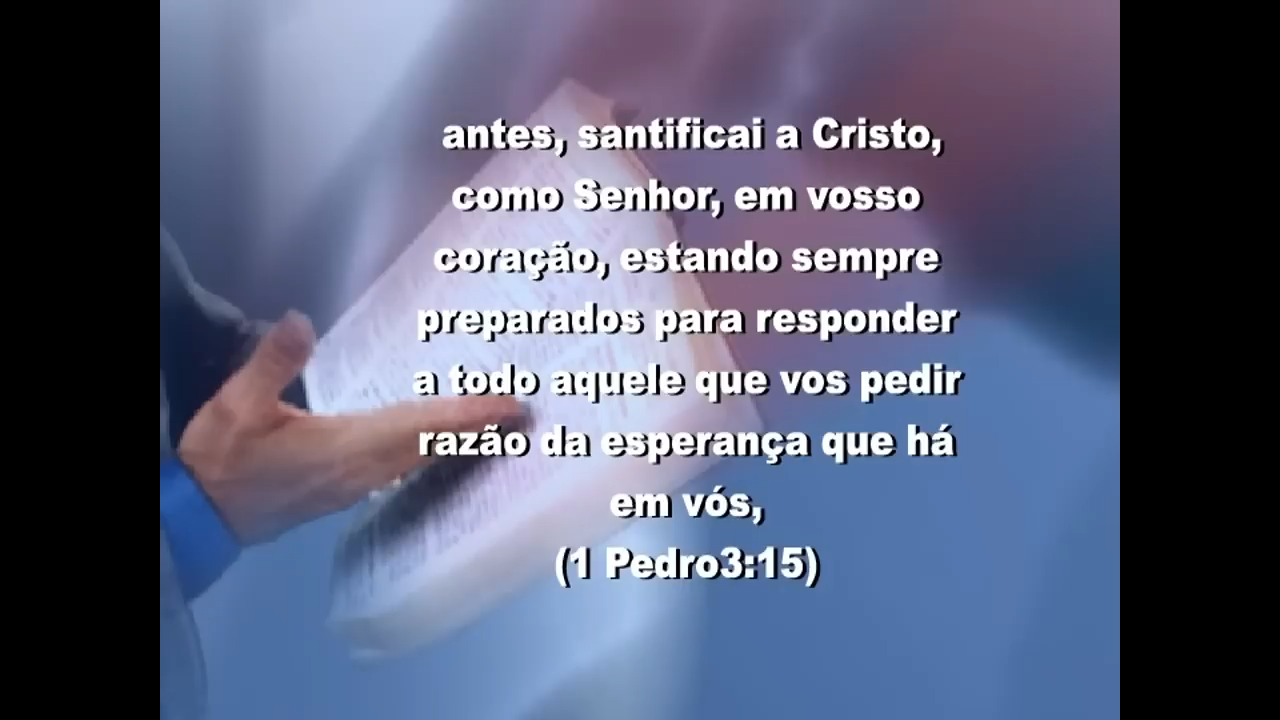 antes, santificai a Cristo,
como Senhor, em vosso
coração, estando sempre
preparados para responder
a todo aquele que vos pedir
razão da esperança que há
em vós,
(1 Pedro3:15)